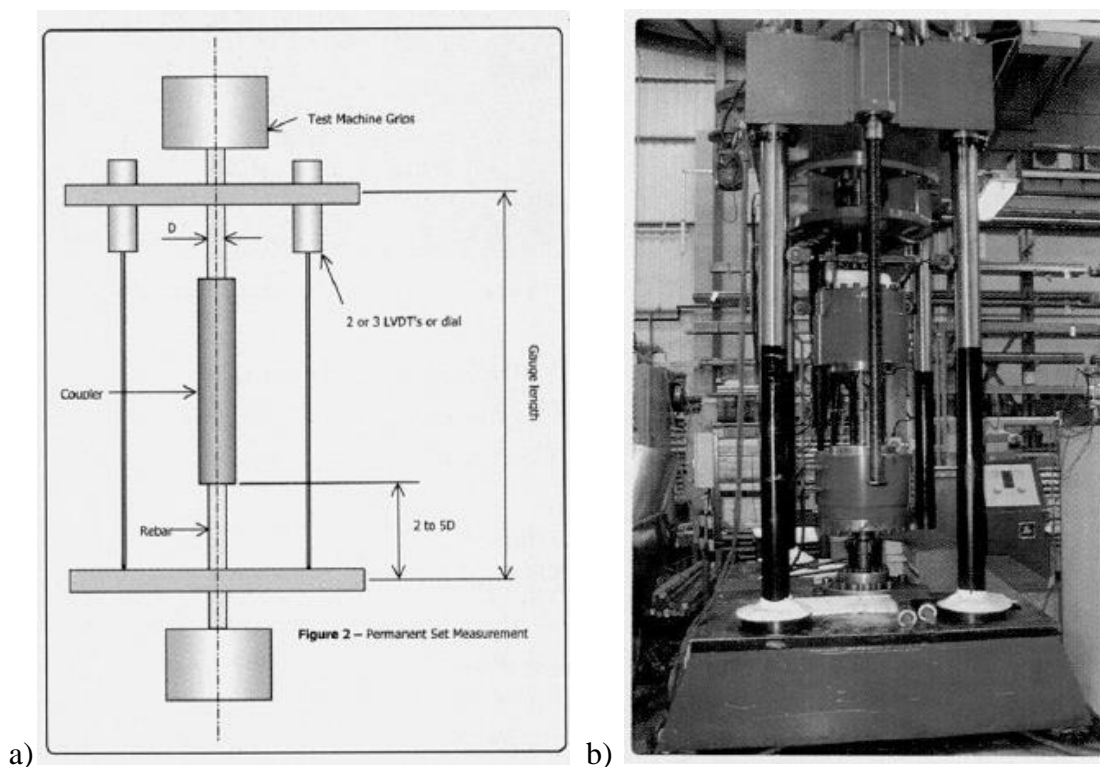 Test Machine Grips
D
2 or 3 LVDT's or dial
Gauge length
Coupler
2 to 5D
Rebar
Figure 2 – Permanent Set Measurement
a)
b)